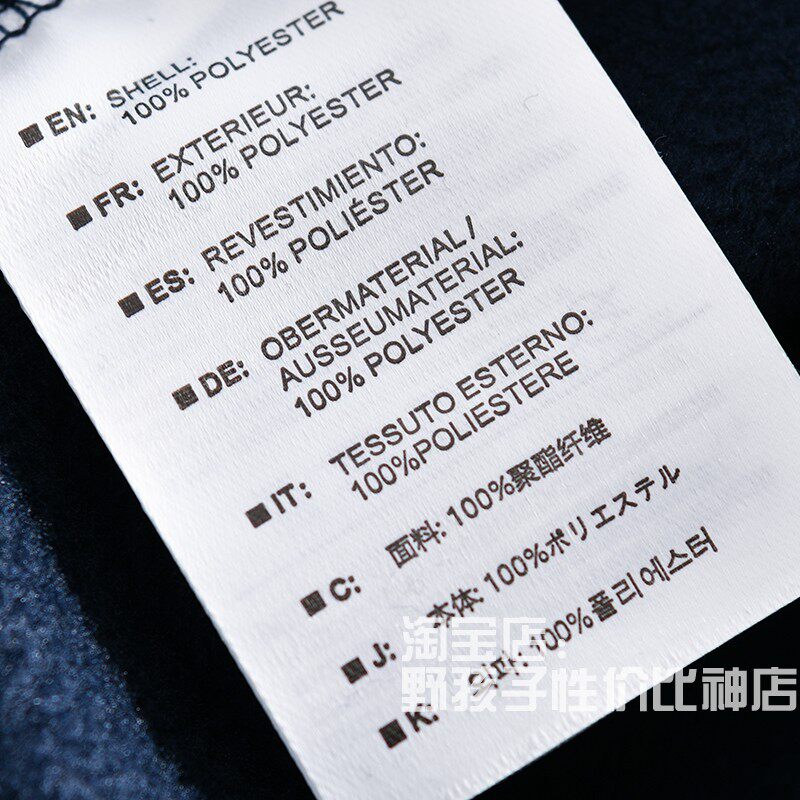 EN: SHELL:
100% POLYESTER
FR: EXTERIEUR:
100% POLYESTER
ES: REVESTIMIENTO:
100% POLIÉSTER
DE: OBERMATERIAL /
AUSSEUMATERIAL:
100% POLYESTER
IT: TESSUTO ESTERNO:
100%POLIESTERE
C: 面料: 100%聚酯纤维
J: 本体: 100%ポリエステル
K: 100%폴리에스터
淘宝店:
野孩子性价比神店